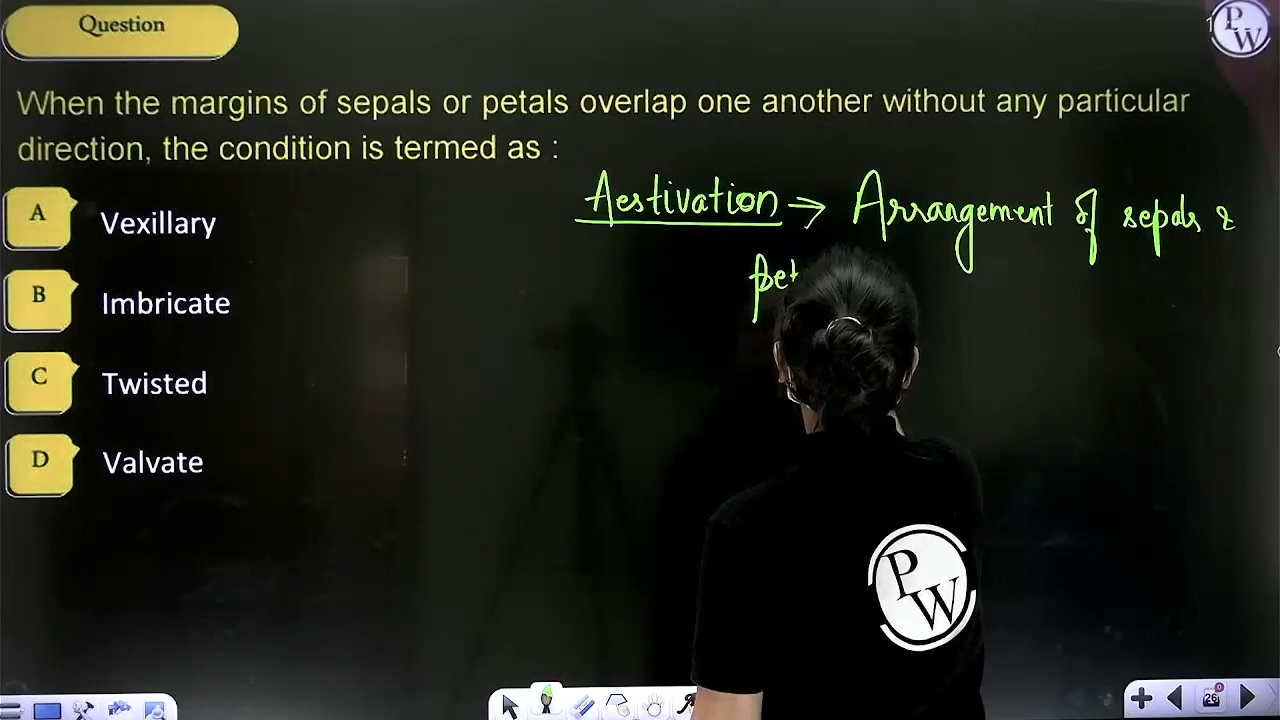 Question
PW
When the margins of sepals or petals overlap one another without any particular
direction, the condition is termed as :
Aestivation → Arrangement of sepals &
A Vexillary
B Imbricate
C Twisted
D Valvate
PW
26